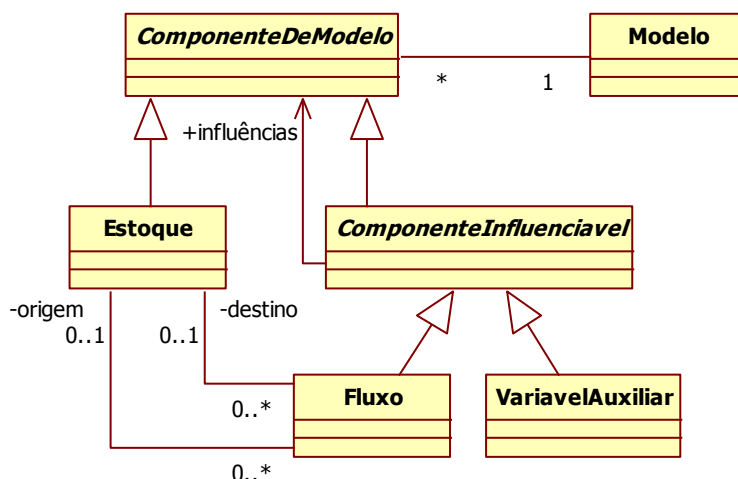 ComponenteDeModelo
Modelo
*
1
+influências
Estoque
ComponenteInfluenciavel
-origem
-destino
0..1
0..1
Fluxo
VariavelAuxiliar
0..*
0..*